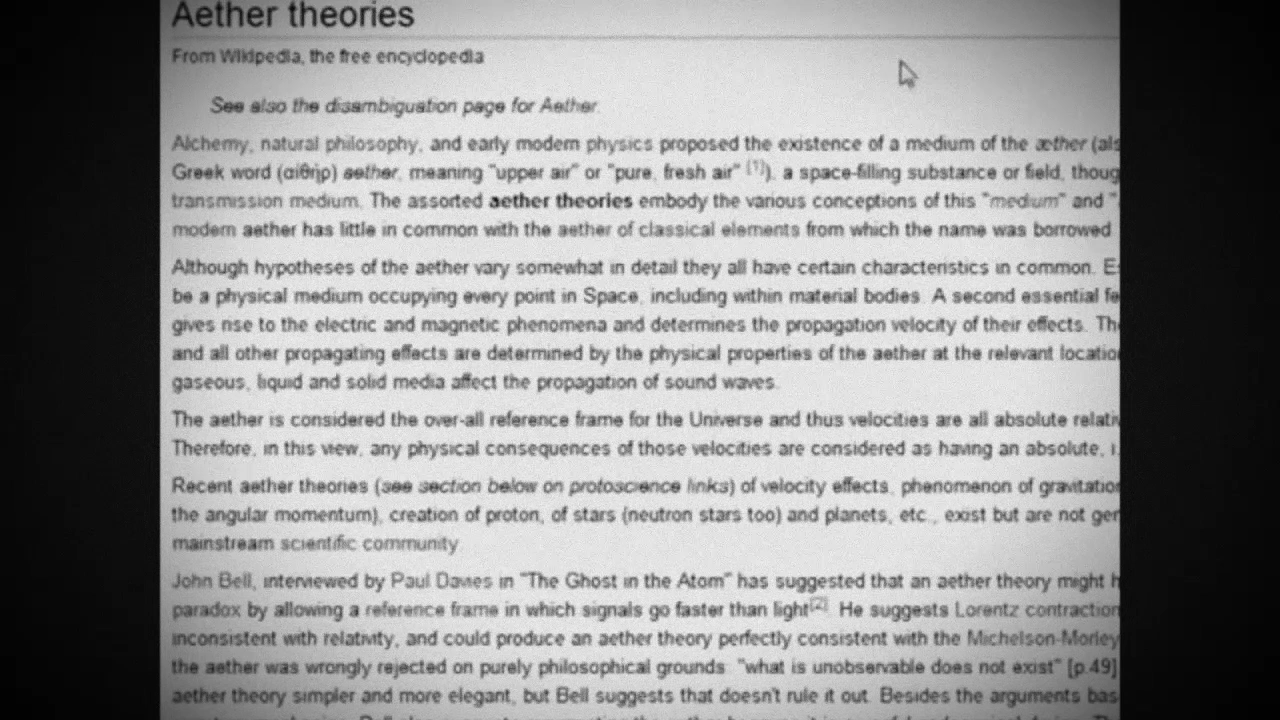 Aether theories
From Wikipedia, the free encyclopedia
See also the disambiguation page for Aether.
Alchemy, natural philosophy, and early modern physics proposed the existence of a medium of the æther (als
Greek word (αἰθήρ) aether, meaning "upper air" or "pure, fresh air" [1]), a space-filling substance or field, thoug
transmission medium. The assorted aether theories embody the various conceptions of this "medium" and "
modern aether has little in common with the aether of classical elements from which the name was borrowed.
Although hypotheses of the aether vary somewhat in detail they all have certain characteristics in common. Es
be a physical medium occupying every point in Space, including within material bodies. A second essential fe
gives rise to the electric and magnetic phenomena and determines the propagation velocity of their effects. The
and all other propagating effects are determined by the physical properties of the aether at the relevant location
gaseous, liquid and solid media affect the propagation of sound waves.
The aether is considered the over-all reference frame for the Universe and thus velocities are all absolute relativ
Therefore, in this view, any physical consequences of those velocities are considered as having an absolute, i.
Recent aether theories (see section below on protoscience links) of velocity effects, phenomenon of gravitation
the angular momentum), creation of proton, of stars (neutron stars too) and planets, etc., exist but are not gen
mainstream scientific community.
John Bell, interviewed by Paul Davies in "The Ghost in the Atom" has suggested that an aether theory might h
paradox by allowing a reference frame in which signals go faster than light[2]. He suggests Lorentz contraction
inconsistent with relativity, and could produce an aether theory perfectly consistent with the Michelson-Morley
the aether was wrongly rejected on purely philosophical grounds: "what is unobservable does not exist" [p.49]
aether theory simpler and more elegant, but Bell suggests that doesn't rule it out. Besides the arguments bas